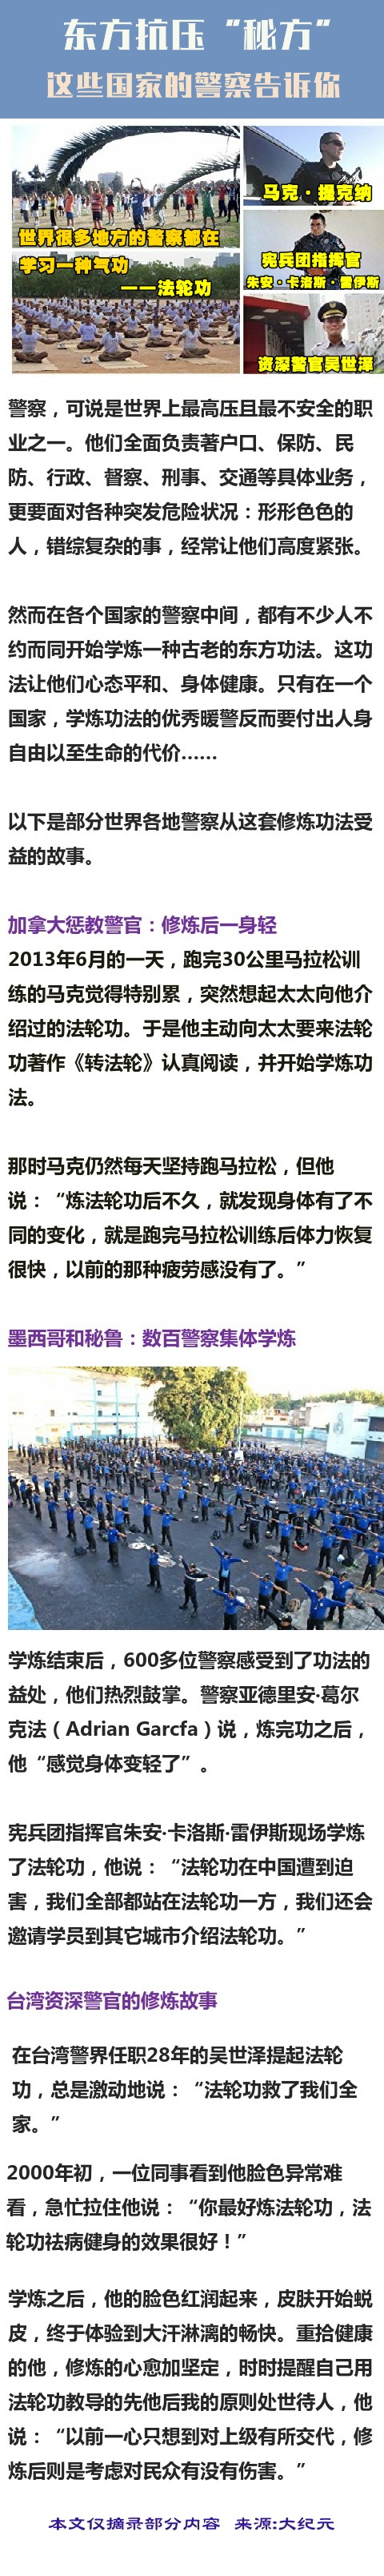 东方抗压“秘方”
这些国家的警察告诉你
世界很多地方的警察都在
学习一种气功
——法轮功
马克·提克纳
宪兵团指挥官
朱安·卡洛斯·雷伊斯
资深警官吴世泽
警察，可说是世界上最高压且最不安全的职
业之一。他们全面负责著户口、保防、民
防、行政、督察、刑事、交通等具体业务，
更要面对各种突发危险状况：形形色色的
人，错综复杂的事，经常让他们高度紧张。
然而在各个国家的警察中间，都有不少人不
约而同开始学炼一种古老的东方功法。这功
法让他们心态平和、身体健康。只有在一个
国家，学炼功法的优秀暖警反而要付出人身
自由以至生命的代价……
以下是部分世界各地警察从这套修炼功法受
益的故事。
加拿大惩教警官：修炼后一身轻
2013年6月的一天，跑完30公里马拉松训
练的马克觉得特别累，突然想起太太向他介
绍过的法轮功。于是他主动向太太要来法轮
功著作《转法轮》认真阅读，并开始学炼功
法。
那时马克仍然每天坚持跑马拉松，但他
说：“炼法轮功后不久，就发现身体有了不
同的变化，就是跑完马拉松训练后体力恢复
很快，以前的那种疲劳感没有了。”
墨西哥和秘鲁：数百警察集体学炼
学炼结束后，600多位警察感受到了功法的
益处，他们热烈鼓掌。警察亚德里安·葛尔
克法（Adrian Garcfa）说，炼完功之后，
他“感觉身体变轻了”。
宪兵团指挥官朱安·卡洛斯·雷伊斯现场学炼
了法轮功，他说：“法轮功在中国遭到迫
害，我们全部都站在法轮功一方，我们还会
邀请学员到其它城市介绍法轮功。”
台湾资深警官的修炼故事
在台湾警界任职28年的吴世泽提起法轮
功，总是激动地说：“法轮功救了我们全
家。”
2000年初，一位同事看到他脸色异常难
看，急忙拉住他说：“你最好炼法轮功，法
轮功祛病健身的效果很好！”
学炼之后，他的脸色红润起来，皮肤开始蜕
皮，终于体验到大汗淋漓的畅快。重拾健康
的他，修炼的心愈加坚定，时时提醒自己用
法轮功教导的先他后我的原则处世待人，他
说：“以前一心只想到对上级有所交代，修
炼后则是考虑对民众有没有伤害。”
本文仅摘录部分内容 来源:大纪元